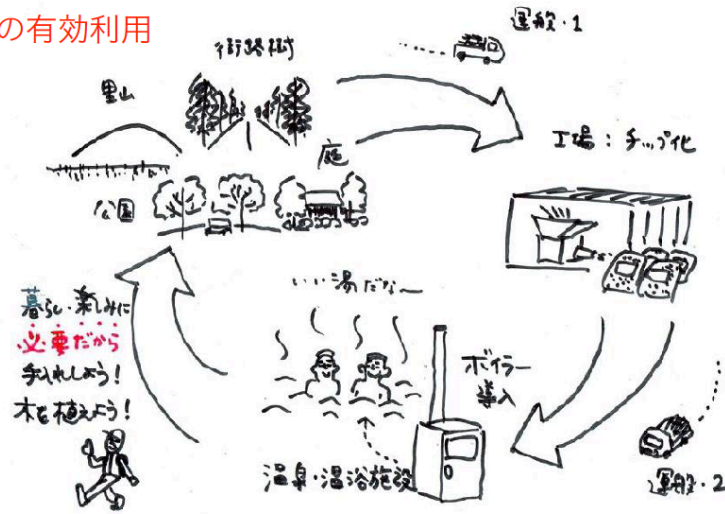 の有効利用
街路樹
運般・1
里山
工場：チップ化
庭
公園
いい湯だな〜
暮らし・楽しみに
必要だから
手入れしよう！
木を植えよう！
ボイラー
導入
温泉・温浴施設
運般・2